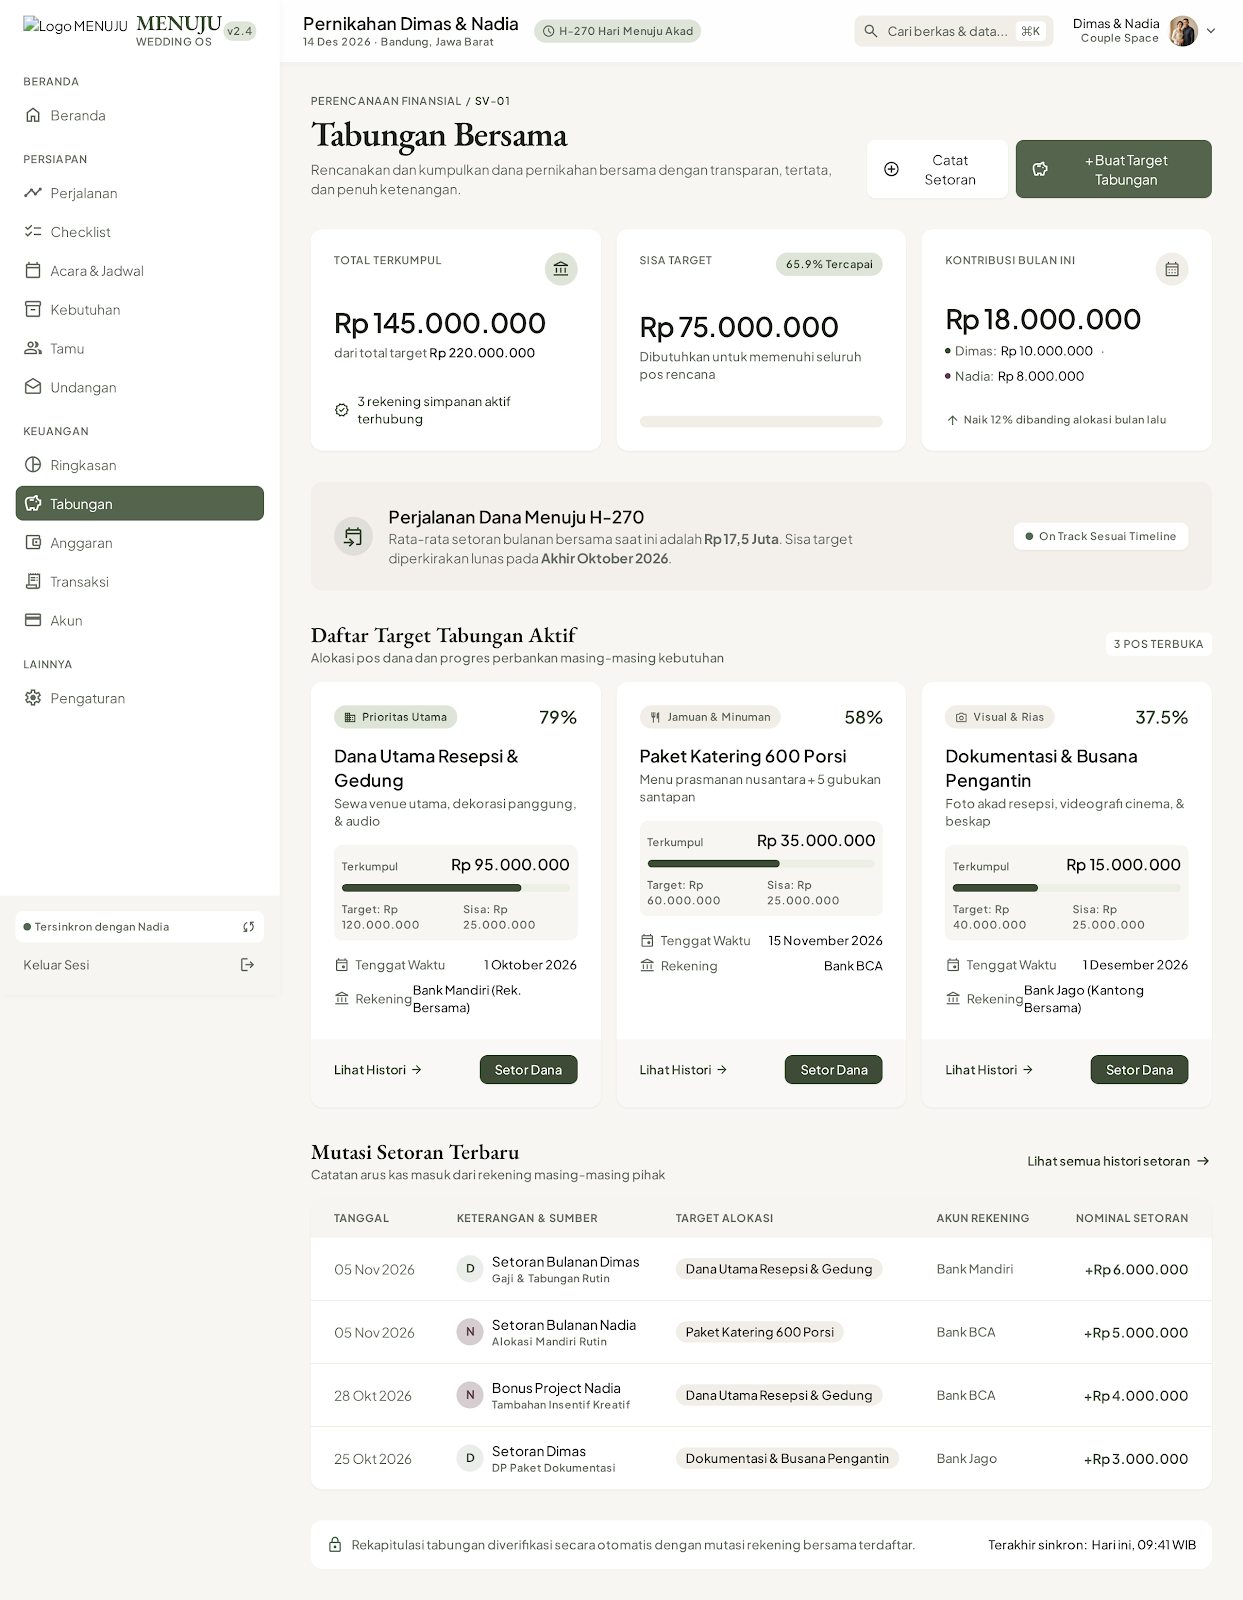 Logo MENUJU
MENUJU
WEDDING OS
v2.4
Pernikahan Dimas & Nadia
14 Des 2026 · Bandung, Jawa Barat
H-270 Hari Menuju Akad
Cari berkas & data...
⌘K
Dimas & Nadia
Couple Space
BERANDA
Beranda
PERSIAPAN
Perjalanan
Checklist
Acara & Jadwal
Kebutuhan
Tamu
Undangan
KEUANGAN
Ringkasan
Tabungan
Anggaran
Transaksi
Akun
LAINNYA
Pengaturan
Tersinkron dengan Nadia
Keluar Sesi
PERENCANAAN FINANSIAL / SV-01
Tabungan Bersama
Rencanakan dan kumpulkan dana pernikahan bersama dengan transparan, tertata,
dan penuh ketenangan.
Catat
Setoran
+ Buat Target
Tabungan
TOTAL TERKUMPUL
Rp 145.000.000
dari total target Rp 220.000.000
3 rekening simpanan aktif
terhubung
SISA TARGET
65.9% Tercapai
Rp 75.000.000
Dibutuhkan untuk memenuhi seluruh
pos rencana
KONTRIBUSI BULAN INI
Rp 18.000.000
Dimas: Rp 10.000.000 ·
Nadia: Rp 8.000.000
Naik 12% dibanding alokasi bulan lalu
Perjalanan Dana Menuju H-270
Rata-rata setoran bulanan bersama saat ini adalah Rp 17,5 Juta. Sisa target
diperkirakan lunas pada Akhir Oktober 2026.
On Track Sesuai Timeline
Daftar Target Tabungan Aktif
Alokasi pos dana dan progres perbankan masing-masing kebutuhan
3 POS TERBUKA
Prioritas Utama
79%
Dana Utama Resepsi &
Gedung
Sewa venue utama, dekorasi panggung,
& audio
Terkumpul
Rp 95.000.000
Target: Rp
120.000.000
Sisa: Rp
25.000.000
Tenggat Waktu
1 Oktober 2026
Rekening
Bank Mandiri (Rek.
Bersama)
Lihat Histori
Setor Dana
Jamuan & Minuman
58%
Paket Katering 600 Porsi
Menu prasmanan nusantara + 5 gubukan
santapan
Terkumpul
Rp 35.000.000
Target: Rp
60.000.000
Sisa: Rp
25.000.000
Tenggat Waktu
15 November 2026
Rekening
Bank BCA
Lihat Histori
Setor Dana
Visual & Rias
37.5%
Dokumentasi & Busana
Pengantin
Foto akad resepsi, videografi cinema, &
beskap
Terkumpul
Rp 15.000.000
Target: Rp
40.000.000
Sisa: Rp
25.000.000
Tenggat Waktu
1 Desember 2026
Rekening
Bank Jago (Kantong
Bersama)
Lihat Histori
Setor Dana
Mutasi Setoran Terbaru
Catatan arus kas masuk dari rekening masing-masing pihak
Lihat semua histori setoran
TANGGAL KETERANGAN & SUMBER TARGET ALOKASI AKUN REKENING NOMINAL SETORAN
05 Nov 2026 D Setoran Bulanan Dimas Dana Utama Resepsi & Gedung Bank Mandiri +Rp 6.000.000
Gaji & Tabungan Rutin
05 Nov 2026 N Setoran Bulanan Nadia Paket Katering 600 Porsi Bank BCA +Rp 5.000.000
Alokasi Mandiri Rutin
28 Okt 2026 N Bonus Project Nadia Dana Utama Resepsi & Gedung Bank BCA +Rp 4.000.000
Tambahan Insentif Kreatif
25 Okt 2026 D Setoran Dimas Dokumentasi & Busana Pengantin Bank Jago +Rp 3.000.000
DP Paket Dokumentasi
Rekapitulasi tabungan diverifikasi secara otomatis dengan mutasi rekening bersama terdaftar.
Terakhir sinkron: Hari ini, 09:41 WIB